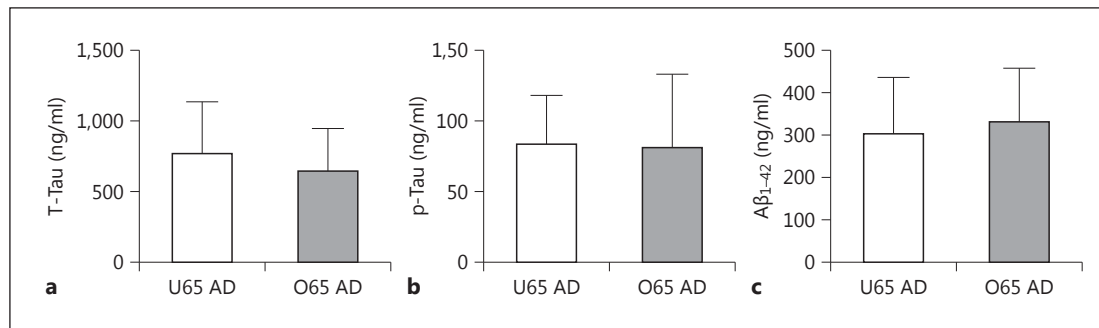 T-Tau (ng/ml)
1,500
1,000
500
0
U65 AD
O65 AD
a
p-Tau (ng/ml)
1,50
100
50
0
U65 AD
O65 AD
b
Aβ1–42 (ng/ml)
500
400
300
200
300
0
U65 AD
O65 AD
c